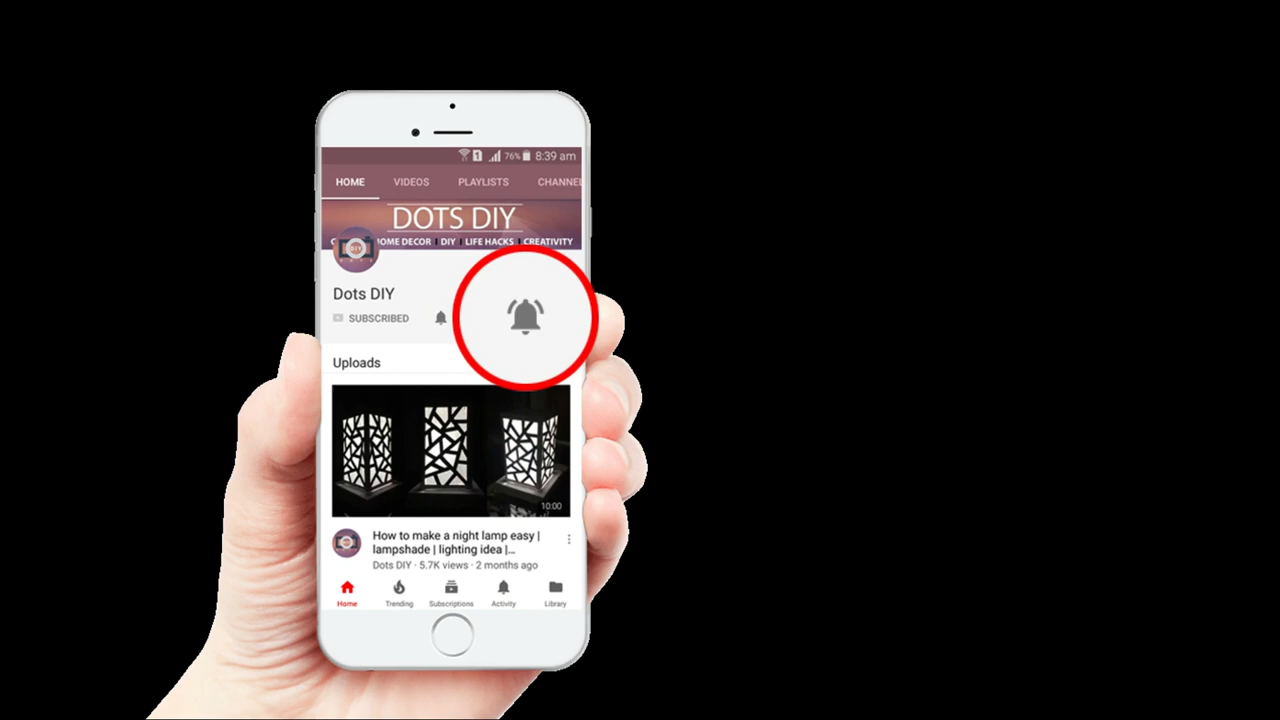 76% 8:39 am
HOME VIDEOS PLAYLISTS CHANNEL
DOTS DIY
HOME DECOR I DIY I LIFE HACKS I CREATIVITY
DIY
Dots DIY
SUBSCRIBED
Uploads
10:00
How to make a night lamp easy |
lampshade | lighting idea |...
Dots DIY · 5.7K views · 2 months ago
Home Trending Subscriptions Activity Library